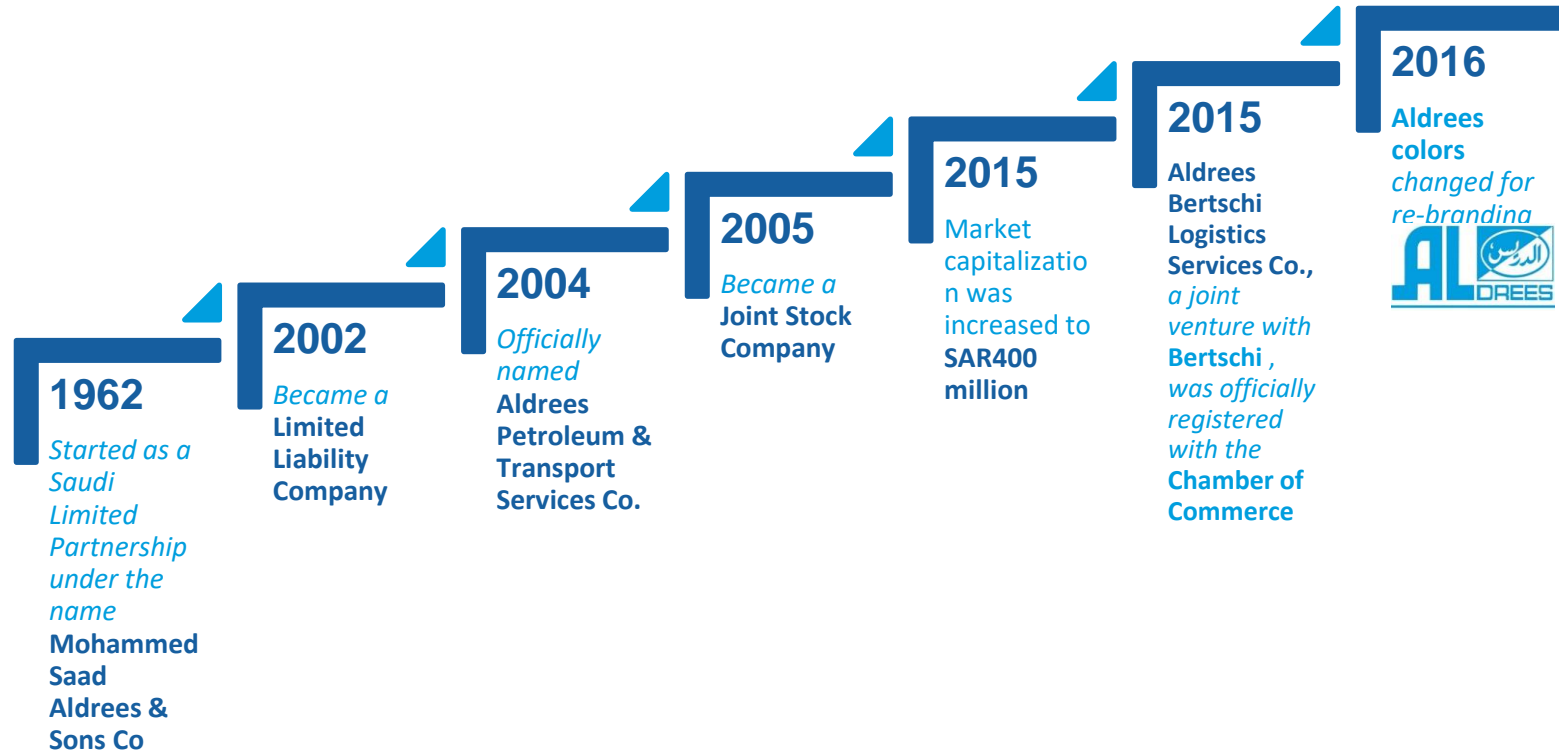 1962
Started as a
Saudi
Limited
Partnership
under the
name
Mohammed
Saad
Aldrees &
Sons Co
2002
Became a
Limited
Liability
Company
2004
Officially
named
Aldrees
Petroleum &
Transport
Services Co.
2005
Became a
Joint Stock
Company
2015
Market
capitalizatio
n was
increased to
SAR400
million
2015
Aldrees
Bertschi
Logistics
Services Co.,
a joint
venture with
Bertschi ,
was officially
registered
with the
Chamber of
Commerce
2016
Aldrees
colors
changed for
re-branding
AL
الدريس
DREES